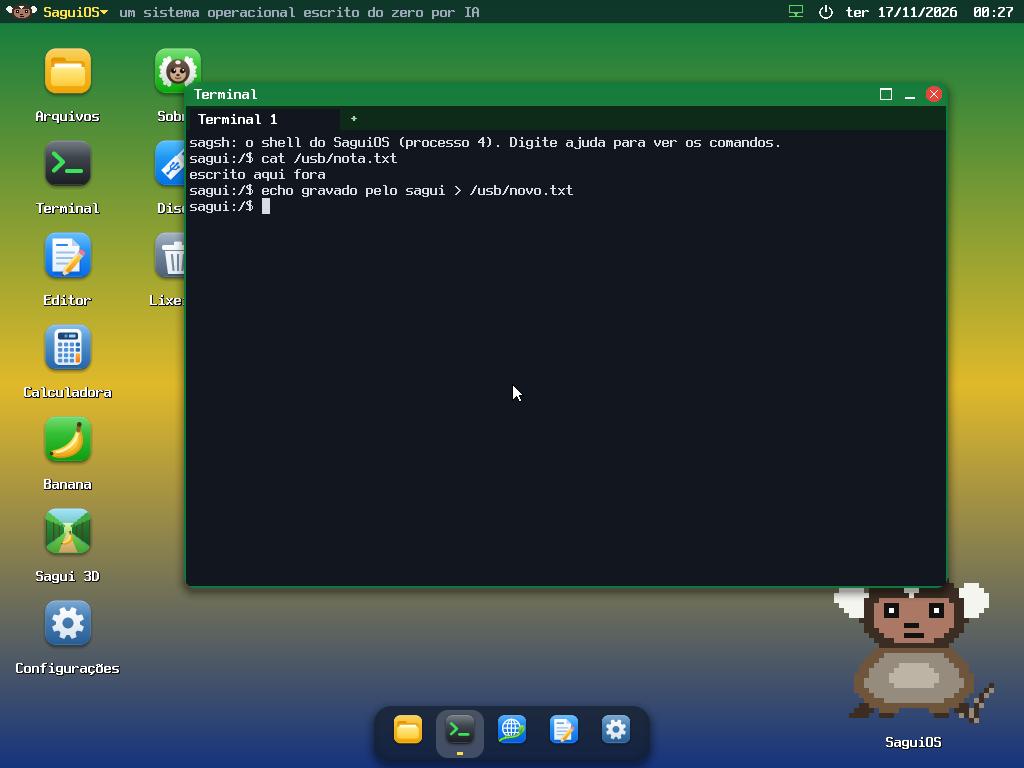 SaguiOS um sistema operacional escrito do zero por IA
ter 17/11/2026 00:27
Arquivos
Terminal
Editor
Calculadora
Banana
Sagui 3D
Configurações
Terminal
Terminal 1 +
sagsh: o shell do SaguiOS (processo 4). Digite ajuda para ver os comandos.
sagui:/$ cat /usb/nota.txt
escrito aqui fora
sagui:/$ echo gravado pelo sagui > /usb/novo.txt
sagui:/$
SaguiOS